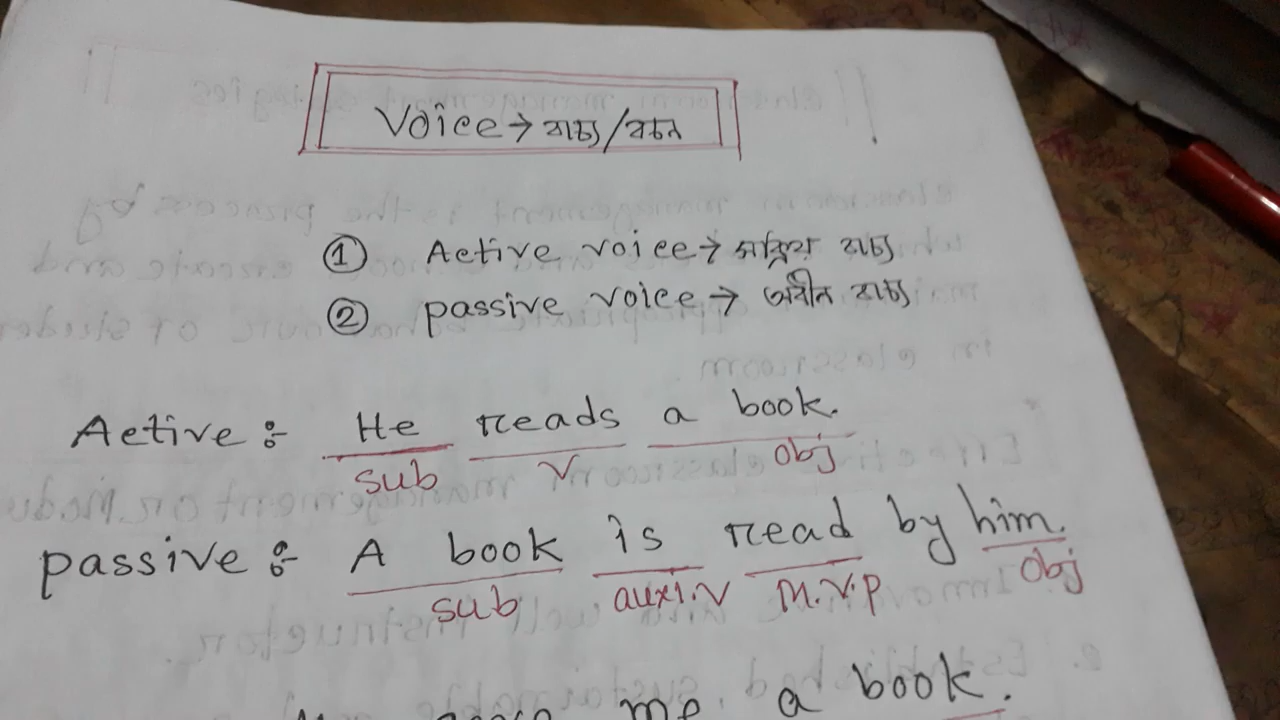 Voice → বাচ্য/বচন
① Active voice → সক্রিয় বাচ্য
② passive voice → অধীন বাচ্য
Active :- He reads a book.
sub V obj
passive :- A book is read by him.
sub auxi.V M.V.P obj
me a book.